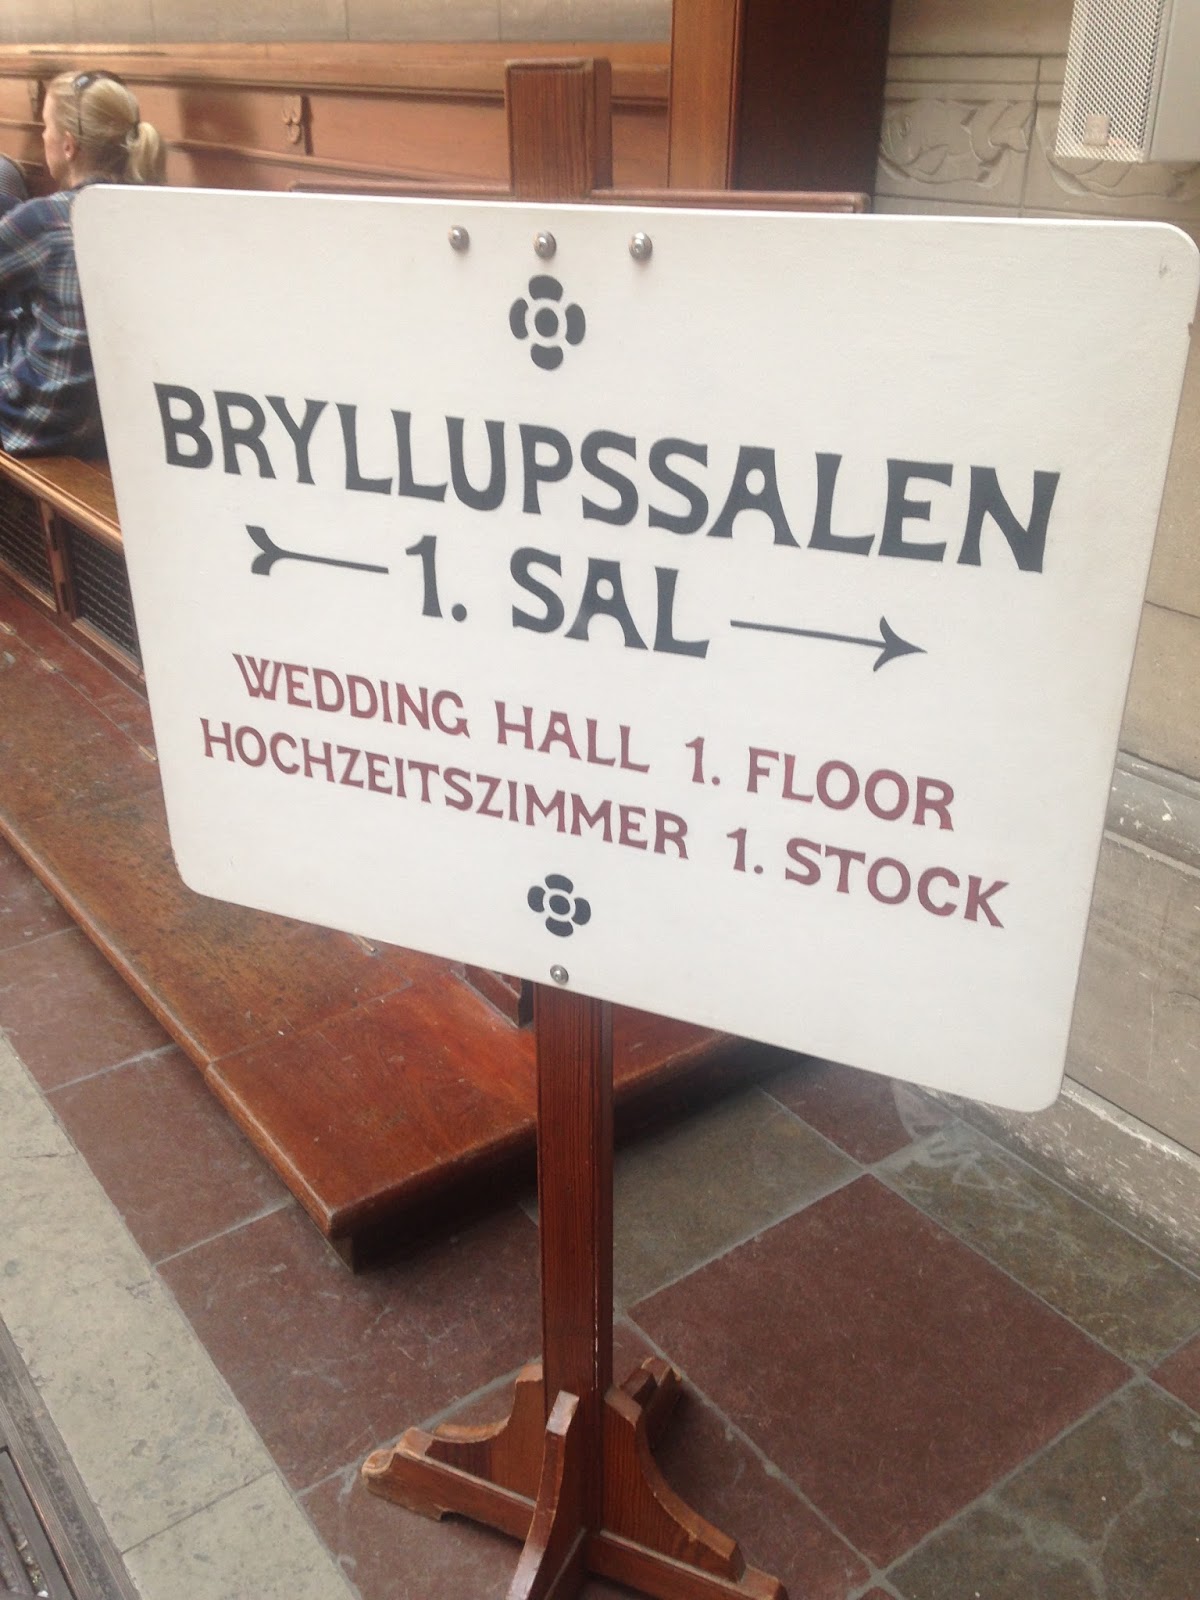 BRYLLUPSSALEN
1. SAL
WEDDING HALL 1. FLOOR
HOCHZEITSZIMMER 1. STOCK